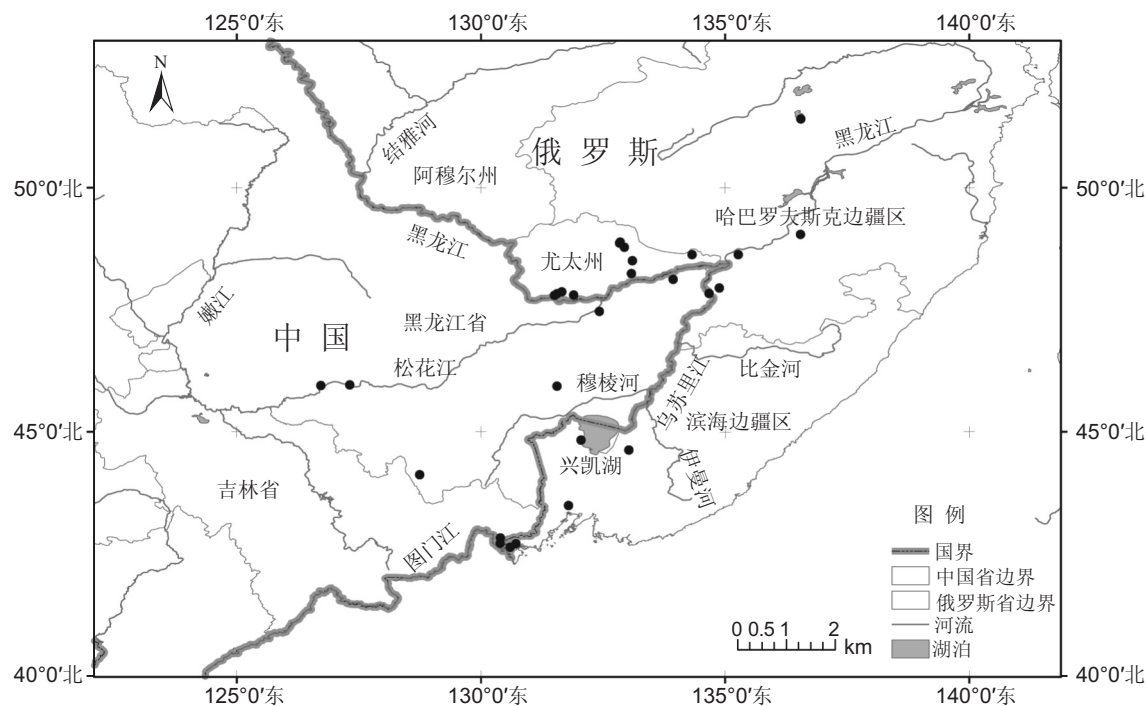 125°0′东 130°0′东 135°0′东 140°0′东
N
结雅河
俄罗斯
黑龙江
阿穆尔州
50°0′北 50°0′北
哈巴罗夫斯克边疆区
黑龙江
尤太州
嫩江
中国
黑龙江省
松花江
穆棱河
乌苏里江
比金河
滨海边疆区
45°0′北 45°0′北
兴凯湖
伊曼河
吉林省
图门江
图例
国界
中国省边界
俄罗斯省边界
河流
湖泊
0 0.5 1 2
km
40°0′北 40°0′北
125°0′东 130°0′东 135°0′东 140°0′东